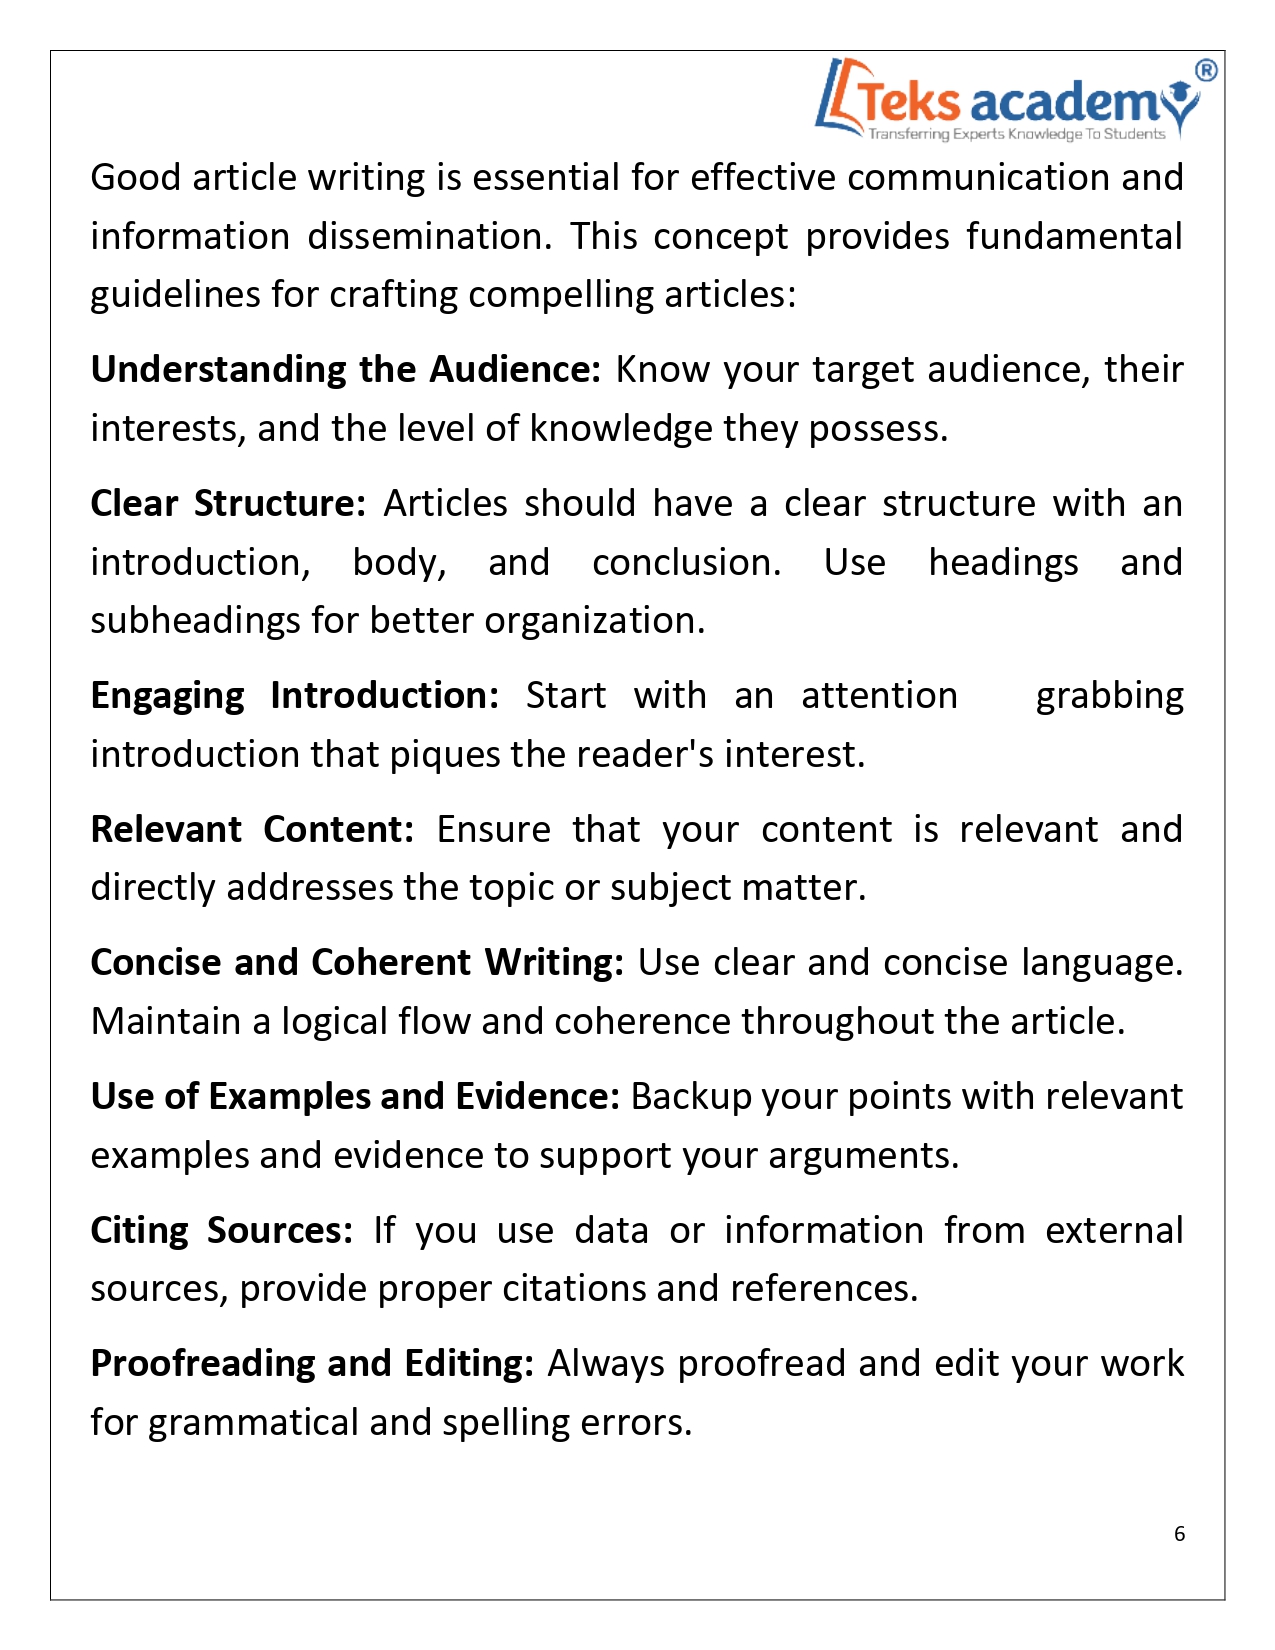 Teks academy®
Transferring Experts Knowledge To Students
Good article writing is essential for effective communication and
information dissemination. This concept provides fundamental
guidelines for crafting compelling articles:
Understanding the Audience: Know your target audience, their
interests, and the level of knowledge they possess.
Clear Structure: Articles should have a clear structure with an
introduction, body, and conclusion. Use headings and
subheadings for better organization.
Engaging Introduction: Start with an attention grabbing
introduction that piques the reader's interest.
Relevant Content: Ensure that your content is relevant and
directly addresses the topic or subject matter.
Concise and Coherent Writing: Use clear and concise language.
Maintain a logical flow and coherence throughout the article.
Use of Examples and Evidence: Backup your points with relevant
examples and evidence to support your arguments.
Citing Sources: If you use data or information from external
sources, provide proper citations and references.
Proofreading and Editing: Always proofread and edit your work
for grammatical and spelling errors.
6